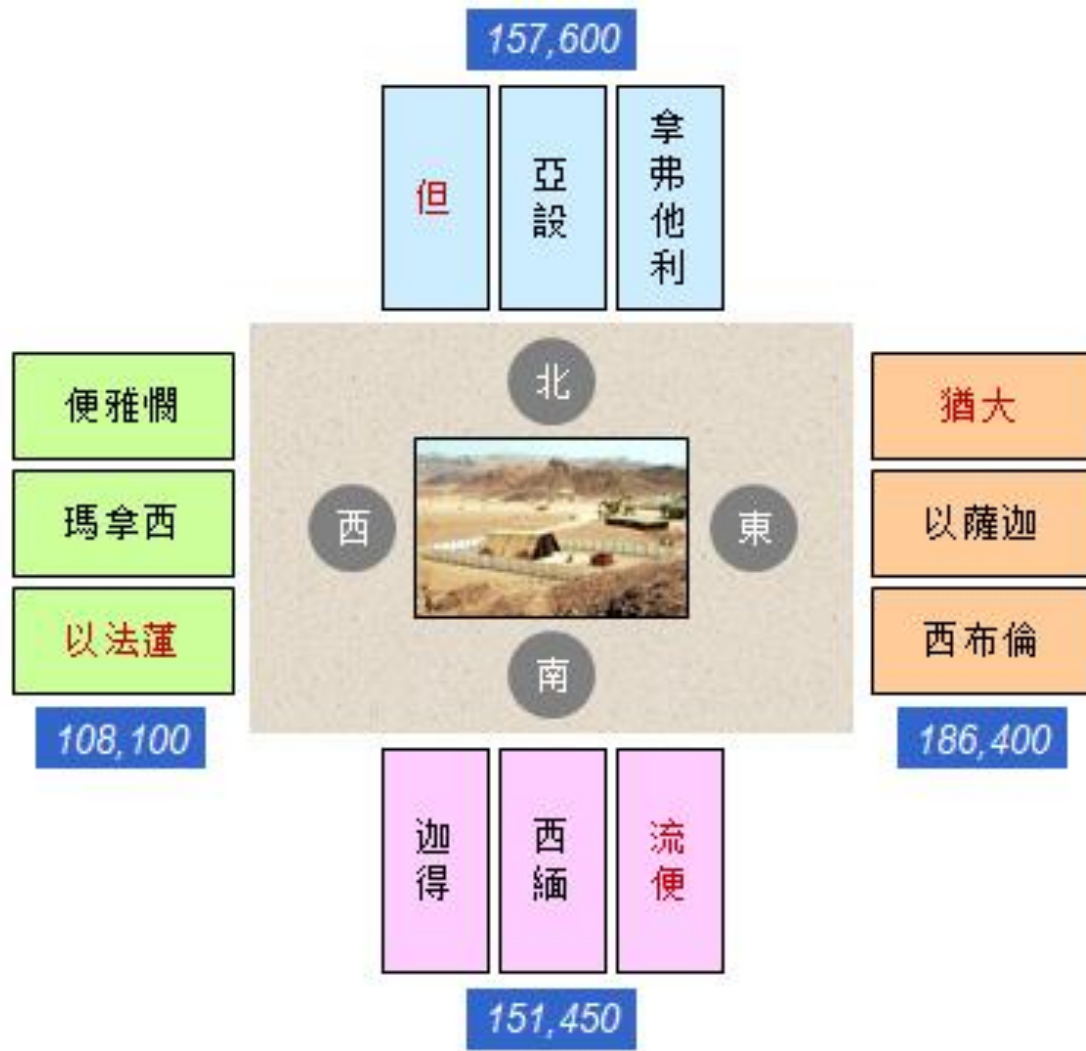 157,600
但
亞設
拿弗他利
便雅憫
瑪拿西
以法蓮
108,100
北
西
東
南
猶大
以薩迦
西布倫
186,400
迦得
西緬
流便
151,450